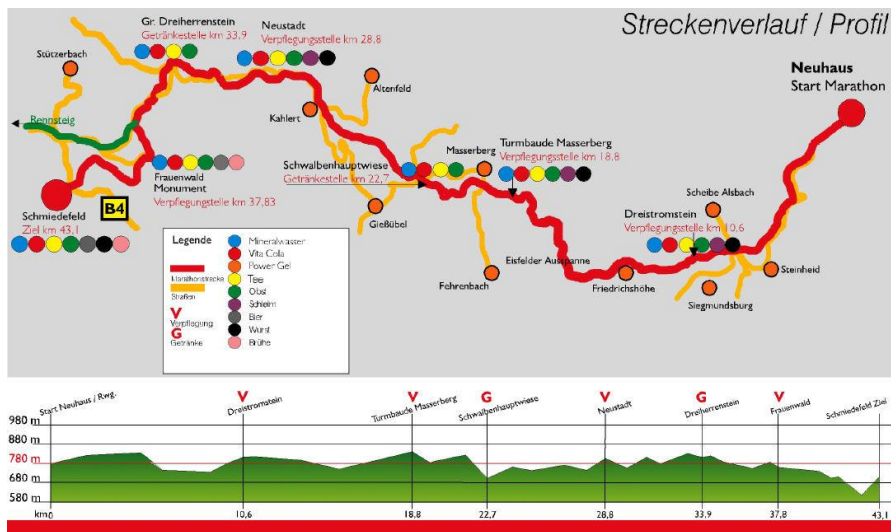 Streckenverlauf / Profil
Gr. Dreiherrenstein
Getränkestelle km 33,9
Neustadt
Verpflegungsstelle km 28,8
Stützerbach
Neuhaus
Start Marathon
Altenfeld
Kahlert
Rennsteig
Masserberg
Turmbaude Masserberg
Verpflegungsstelle km 18,8
Schwalbenhauptwiese
Getränkestelle km 22,7
Frauenwald
Monument
Verpflegungstelle km 37,83
Scheibe Alsbach
Schmiedefeld
Ziel km 43,1
B4
Dreistromstein
Verpflegungsstelle km 10,6
Gießübel
Eisfelder Ausspanne
Fehrenbach
Friedrichshöhe
Steinheid
Siegmundsburg
Legende
Marathonstrecke
Straßen
V
Verpflegung
G
Getränke
Mineralwasser
Vita Cola
Power Gel
Tee
Obst
Schleim
Bier
Wurst
Brühe
V V G V G V
Start Neuhaus / Rwg.
Dreistromstein
Turmbaude Masserberg
Schwalbenhauptwiese
Neustadt
Dreiherrenstein
Frauenwald
Schmiedefeld Ziel
980 m
880 m
780 m
680 m
580 m
km0 10,6 18,8 22,7 28,8 33,9 37,8 43,1